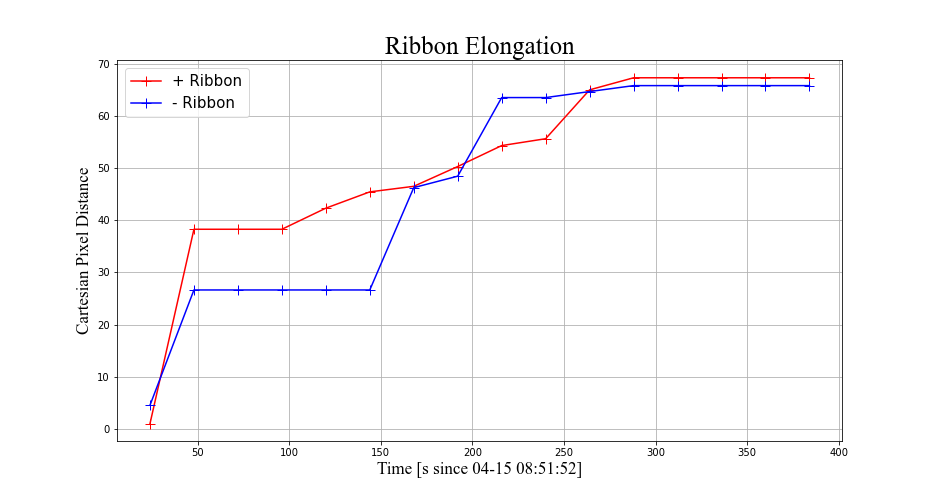 Ribbon Elongation
+ Ribbon
- Ribbon
Cartesian Pixel Distance
70
60
50
40
30
20
10
0
50 100 150 200 250 300 350 400
Time [s since 04-15 08:51:52]